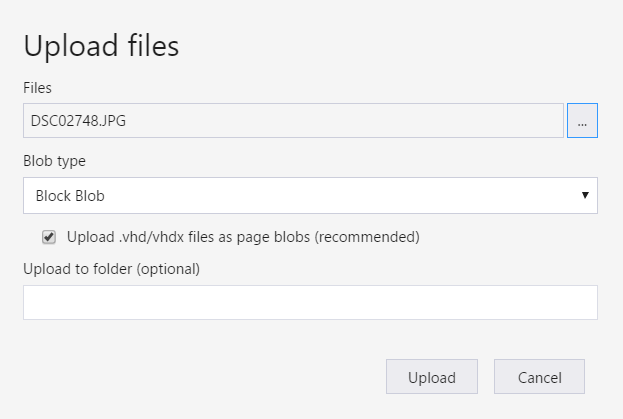 Upload files
Files
DSC02748.JPG
...
Blob type
Block Blob
Upload .vhd/vhdx files as page blobs (recommended)
Upload to folder (optional)
Upload Cancel